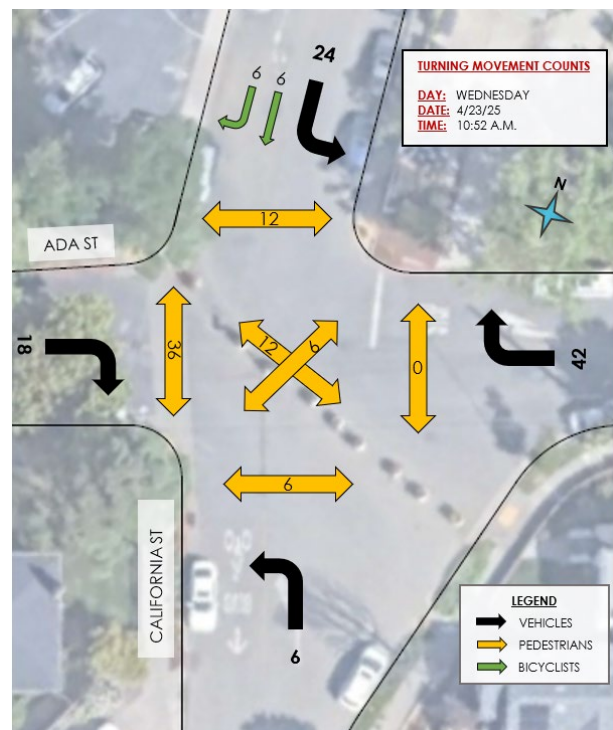 TURNING MOVEMENT COUNTS
DAY: WEDNESDAY
DATE: 4/23/25
TIME: 10:52 A.M.
24
6 6
N
12
ADA ST
18
36
12
6
0
42
6
CALIFORNIA ST
6
LEGEND
VEHICLES
PEDESTRIANS
BICYCLISTS